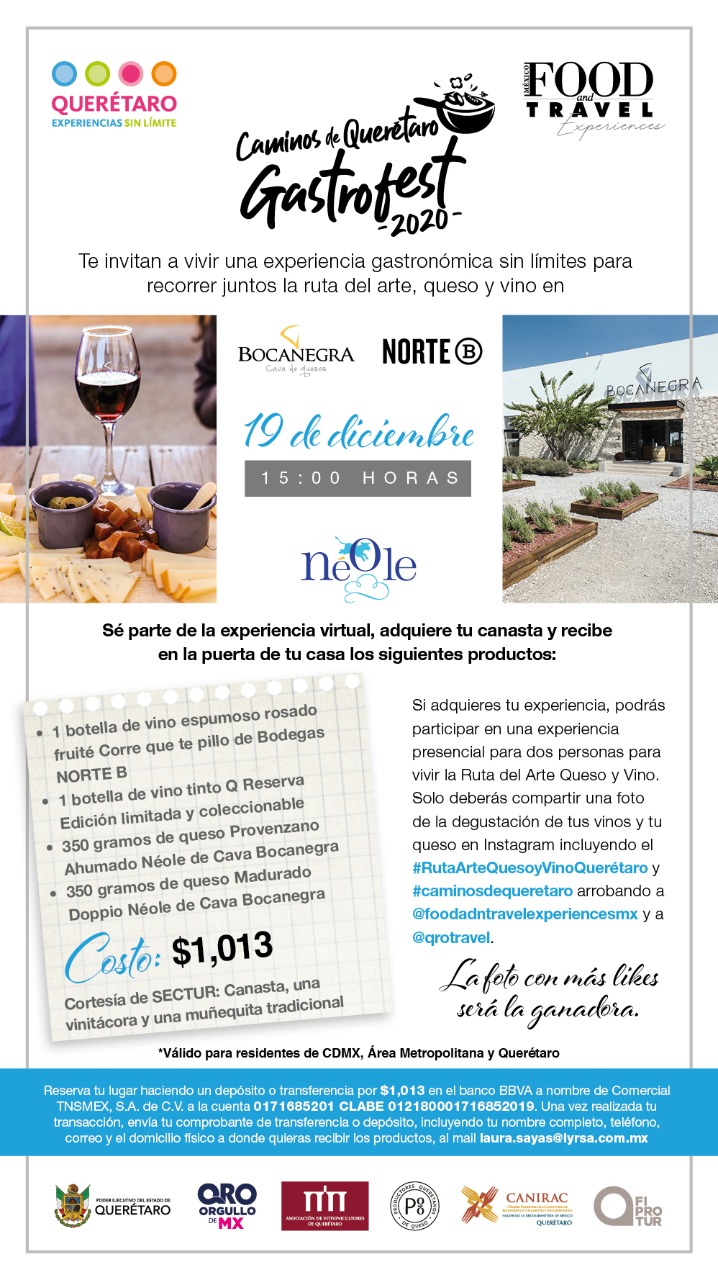 QUERÉTARO
EXPERIENCIAS SIN LÍMITE
Caminos de Querétaro
Gastrofest
-2020-
MÉXICO
FOOD
and
TRAVEL
Experiences
Te invitan a vivir una experiencia gastronómica sin límites para
recorrer juntos la ruta del arte, queso y vino en
BOCANEGRA
Cava de quesos
NORTE B
19 de diciembre
15:00 HORAS
néOle
BOCANEGRA
Sé parte de la experiencia virtual, adquiere tu canasta y recibe
en la puerta de tu casa los siguientes productos:
• 1 botella de vino espumoso rosado
fruité Corre que te pillo de Bodegas
NORTE B
• 1 botella de vino tinto Q Reserva
Edición limitada y coleccionable
• 350 gramos de queso Provenzano
Ahumado Néole de Cava Bocanegra
• 350 gramos de queso Madurado
Doppio Néole de Cava Bocanegra
Costo: $1,013
Cortesía de SECTUR: Canasta, una
vinitácora y una muñequita tradicional
Si adquieres tu experiencia, podrás
participar en una experiencia
presencial para dos personas para
vivir la Ruta del Arte Queso y Vino.
Solo deberás compartir una foto
de la degustación de tus vinos y tu
queso en Instagram incluyendo el
#RutaArteQuesoyVinoQuerétaro y
#caminosdequeretaro arrobando a
@foodadntravelexperiencesmx y a
@qrotravel.
La foto con más likes
será la ganadora.
*Válido para residentes de CDMX, Área Metropolitana y Querétaro
Reserva tu lugar haciendo un depósito o transferencia por $1,013 en el banco BBVA a nombre de Comercial
TNSMEX, S.A. de C.V. a la cuenta 0171685201 CLABE 012180001716852019. Una vez realizada tu
transacción, envía tu comprobante de transferencia o depósito, incluyendo tu nombre completo, teléfono,
correo y el domicilio físico a donde quieras recibir los productos, al mail laura.sayas@lyrsa.com.mx
PODER EJECUTIVO DEL ESTADO DE
QUERÉTARO
QRO
ORGULLO
DE MX
ASOCIACIÓN DE VITIVINICULTORES
DE QUERÉTARO
PRODUCTORES QUERETANOS
DE QUESO
CANIRAC
QUERÉTARO
FI
PRO
TUR